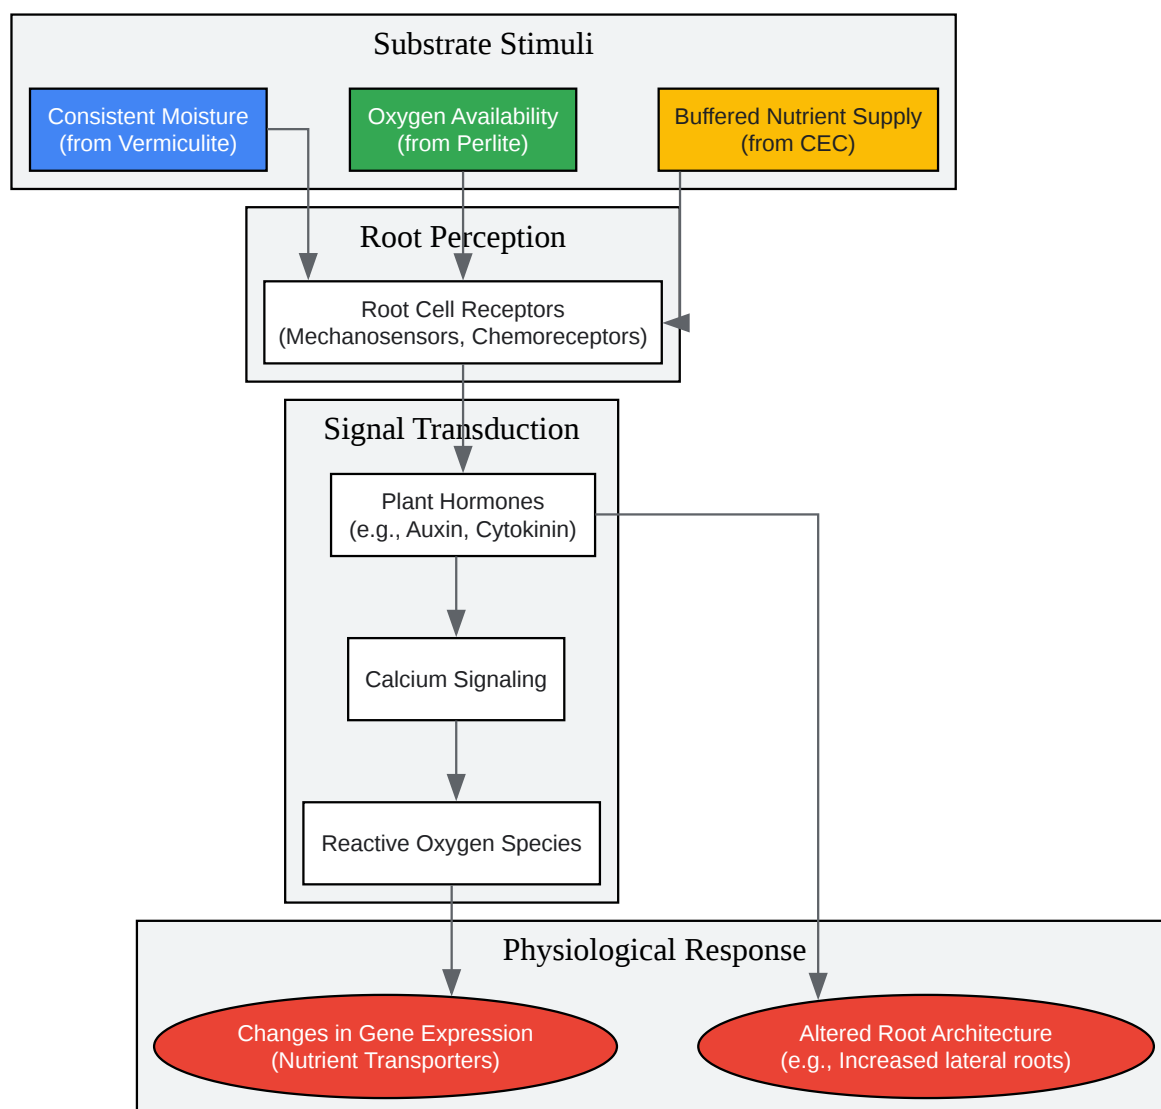 Substrate Stimuli
Consistent Moisture
(from Vermiculite)
Oxygen Availability
(from Perlite)
Buffered Nutrient Supply
(from CEC)
Root Perception
Root Cell Receptors
(Mechanosensors, Chemoreceptors)
Signal Transduction
Plant Hormones
(e.g., Auxin, Cytokinin)
Calcium Signaling
Reactive Oxygen Species
Physiological Response
Changes in Gene Expression
(Nutrient Transporters)
Altered Root Architecture
(e.g., Increased lateral roots)